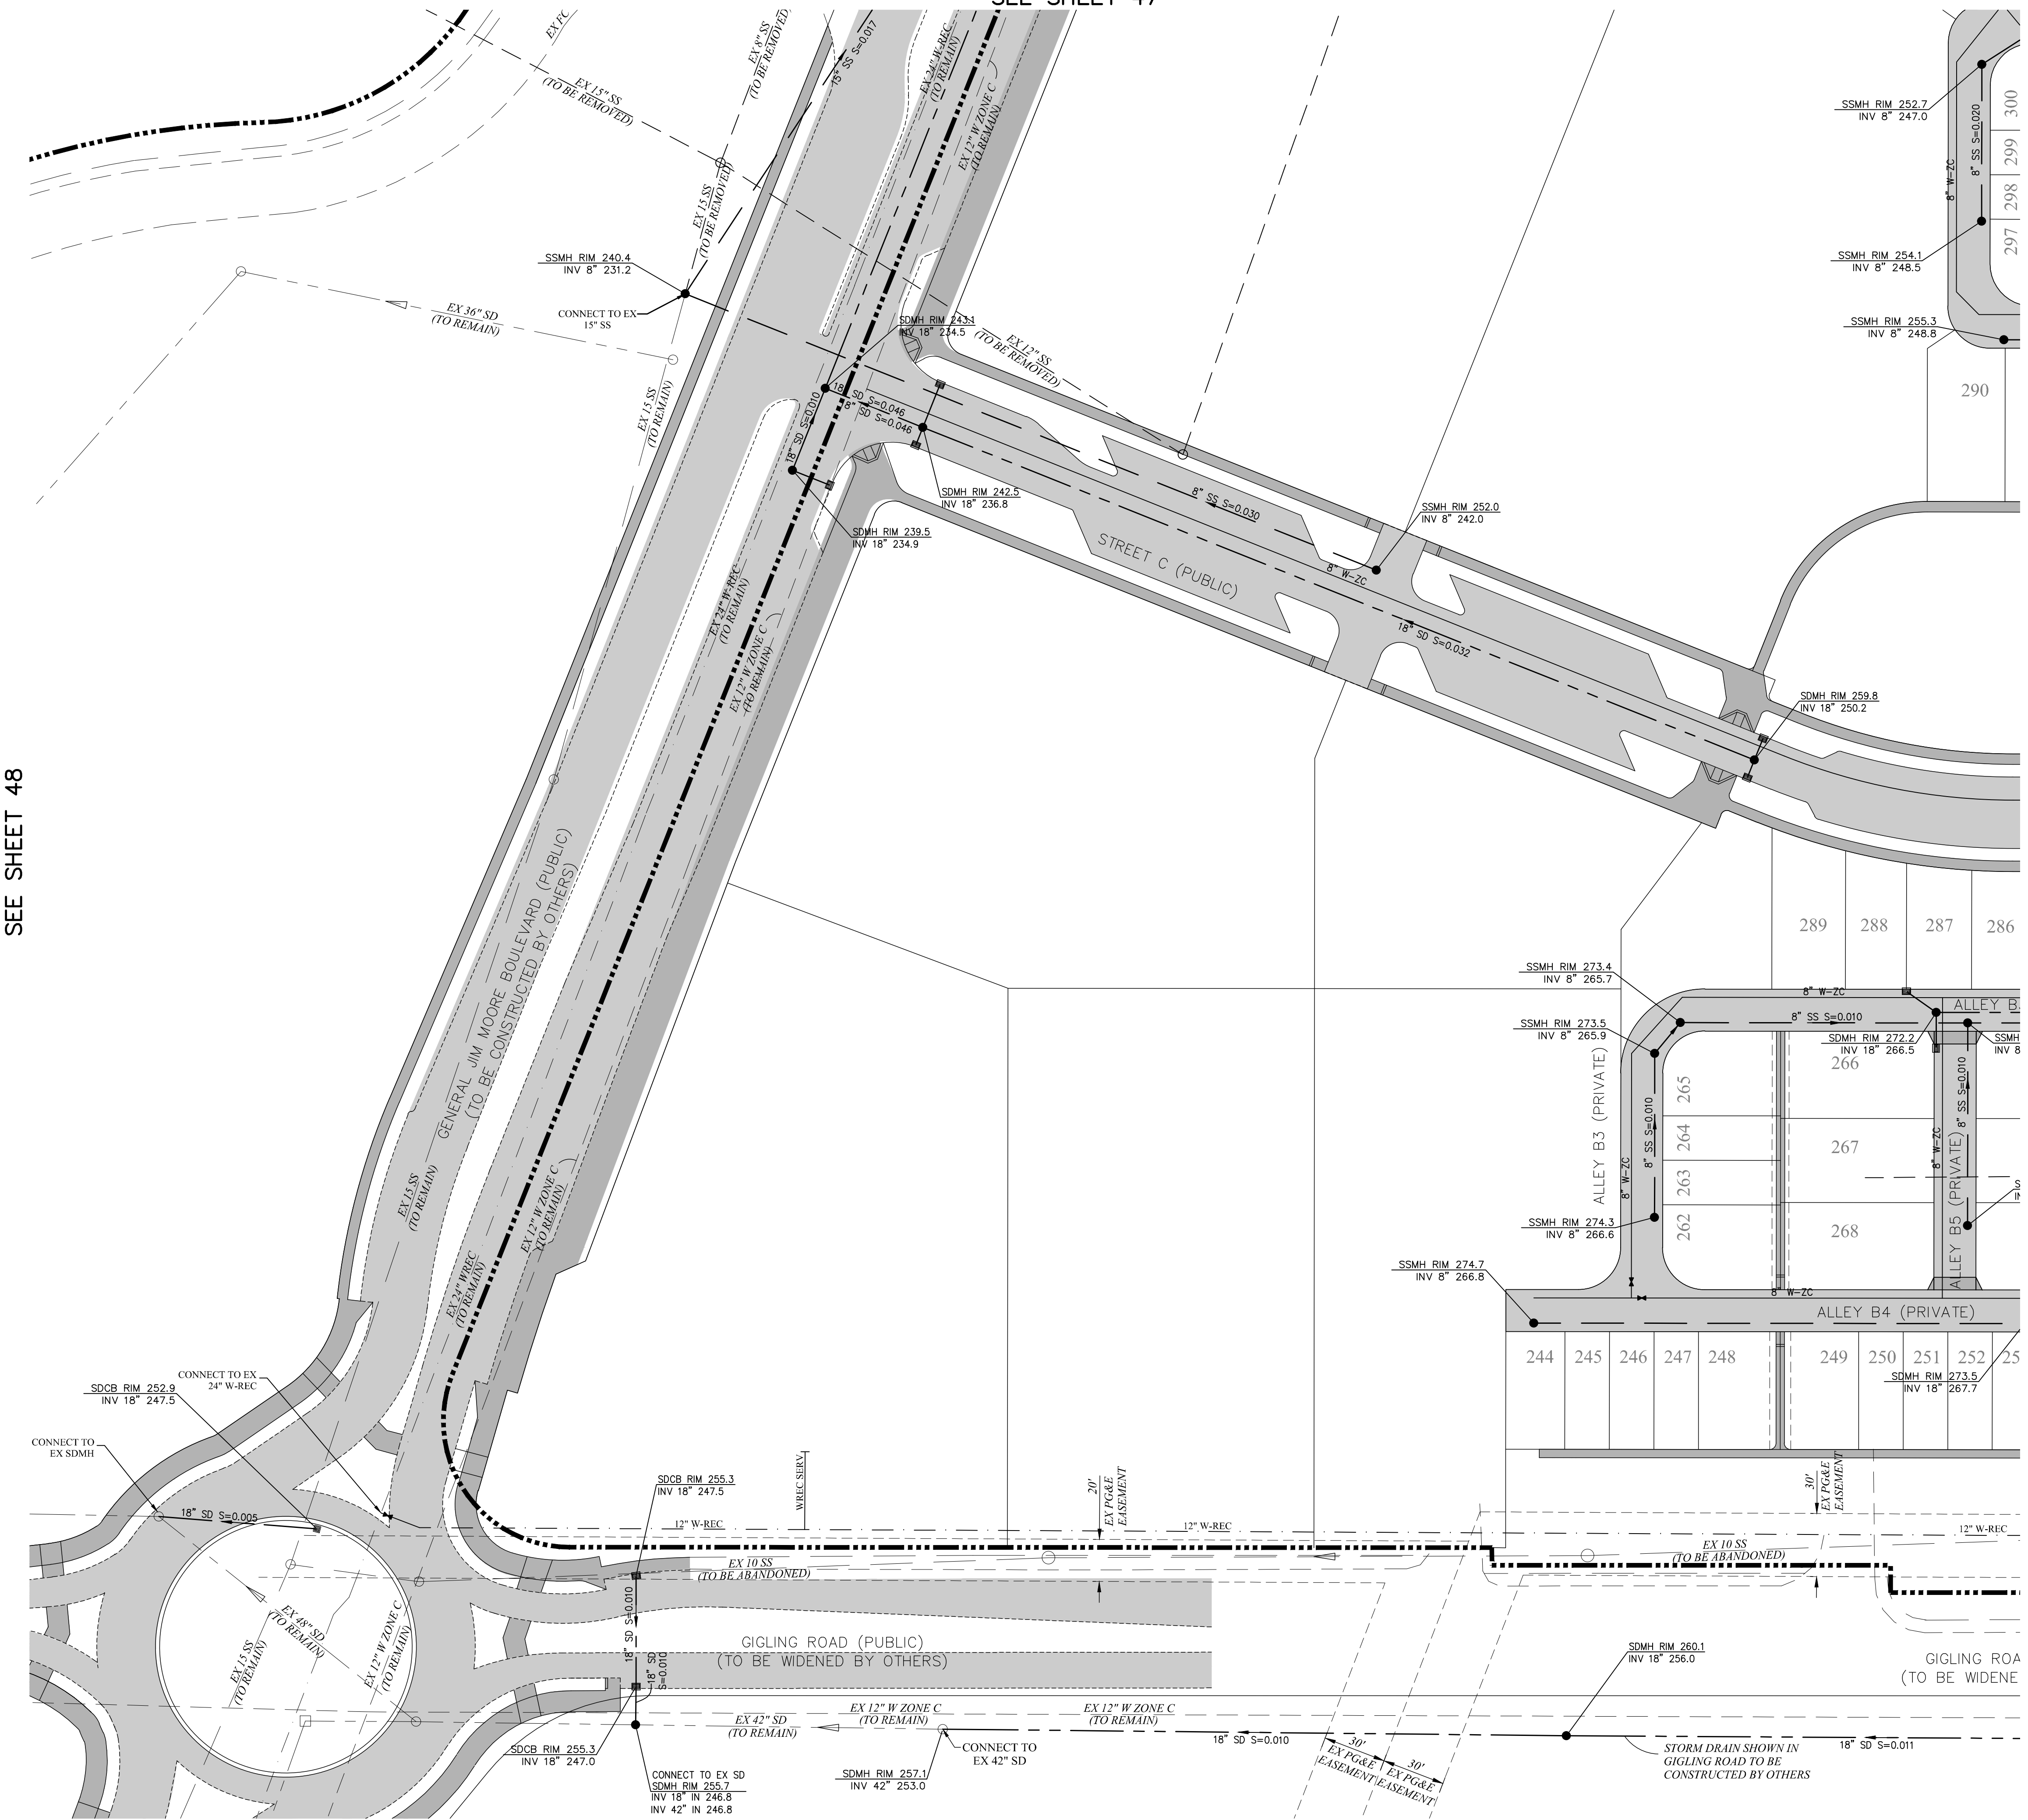 SEE SHEET 47
SEE SHEET 48
EX 15" SS
(TO BE REMOVED)
EX 8" SS
(TO BE REMOVED)
15" SS S=0.017
EX 24" W-REC
(TO REMAIN)
EX 12" W ZONE C
(TO REMAIN)
EX 15 SS
(TO BE REMOVED)
SSMH RIM 240.4
INV 8" 231.2
CONNECT TO EX
15" SS
EX 36" SD
(TO REMAIN)
EX 15 SS
(TO REMAIN)
SDMH RIM 243.1
INV 18" 234.5
EX 12" SS
(TO BE REMOVED)
18" SD S=0.046
8" SD S=0.046
18" SD S=0.010
SDMH RIM 242.5
INV 18" 236.8
SDMH RIM 239.5
INV 18" 234.9
8" SS S=0.030
SSMH RIM 252.0
INV 8" 242.0
STREET C (PUBLIC)
8" W-ZC
18" SD S=0.032
SDMH RIM 259.8
INV 18" 250.2
SSMH RIM 252.7
INV 8" 247.0
8" SS S=0.020
8" W-ZC
300
299
298
297
SSMH RIM 254.1
INV 8" 248.5
SSMH RIM 255.3
INV 8" 248.8
290
EX 24" W-REC
(TO REMAIN)
EX 12" W ZONE C
(TO REMAIN)
GENERAL JIM MOORE BOULEVARD (PUBLIC)
(TO BE CONSTRUCTED BY OTHERS)
289
288
287
286
SSMH RIM 273.4
INV 8" 265.7
SSMH RIM 273.5
INV 8" 265.9
8" W-ZC
8" SS S=0.010
ALLEY B
SDMH RIM 272.2
INV 18" 266.5
SSMH
INV 8
ALLEY B3 (PRIVATE)
8" W-ZC
8" SS S=0.010
265
264
263
262
266
267
268
8" W-ZC
ALLEY B5 (PRIVATE)
8" SS S=0.010
SSMH RIM 274.3
INV 8" 266.6
SSMH RIM 274.7
INV 8" 266.8
8" W-ZC
ALLEY B4 (PRIVATE)
244
245
246
247
248
249
250
251
252
25
SDMH RIM 273.5
INV 18" 267.7
EX 15 SS
(TO REMAIN)
EX 12" W ZONE C
(TO REMAIN)
EX 24" WREC
(TO REMAIN)
CONNECT TO EX
24" W-REC
SDCB RIM 252.9
INV 18" 247.5
CONNECT TO
EX SDMH
18" SD S=0.005
SDCB RIM 255.3
INV 18" 247.5
WREC SERV.
12" W-REC
20'
EX PG&E
EASEMENT
12" W-REC
30'
EX PG&E
EASEMENT
12" W-REC
EX 10 SS
(TO BE ABANDONED)
EX 10 SS
(TO BE ABANDONED)
EX 48" SD
(TO REMAIN)
EX 15 SS
(TO REMAIN)
EX 12" W ZONE C
(TO REMAIN)
18" SD S=0.010
18" SD
S=0.010
GIGLING ROAD (PUBLIC)
(TO BE WIDENED BY OTHERS)
SDMH RIM 260.1
INV 18" 256.0
GIGLING ROA
(TO BE WIDENE
EX 12" W ZONE C
(TO REMAIN)
EX 12" W ZONE C
(TO REMAIN)
EX 42" SD
(TO REMAIN)
SDCB RIM 255.3
INV 18" 247.0
CONNECT TO EX SD
SDMH RIM 255.7
INV 18" IN 246.8
INV 42" IN 246.8
SDMH RIM 257.1
INV 42" 253.0
CONNECT TO
EX 42" SD
18" SD S=0.010
30'
EX PG&E
EASEMENT
30'
EX PG&E
EASEMENT
STORM DRAIN SHOWN IN
GIGLING ROAD TO BE
CONSTRUCTED BY OTHERS
18" SD S=0.011